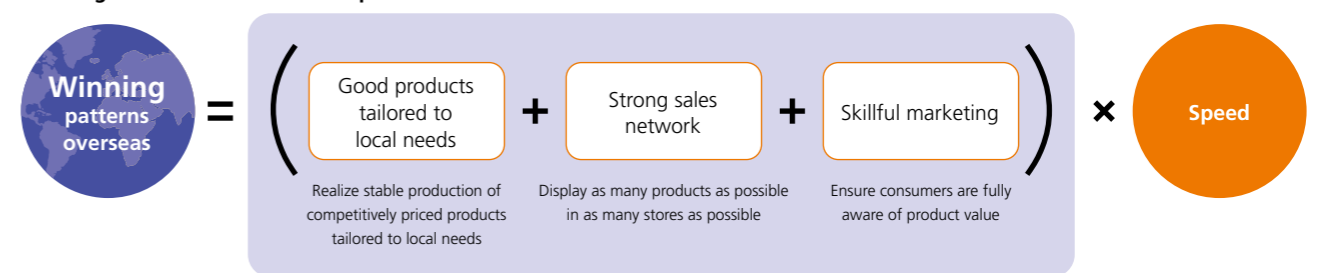 Winning
patterns
overseas
=
(
Good products
tailored to
local needs
+
Strong sales
network
+
Skillful marketing
)
×
Speed
Realize stable production of
competitively priced products
tailored to local needs
Display as many products as possible
in as many stores as possible
Ensure consumers are fully
aware of product value